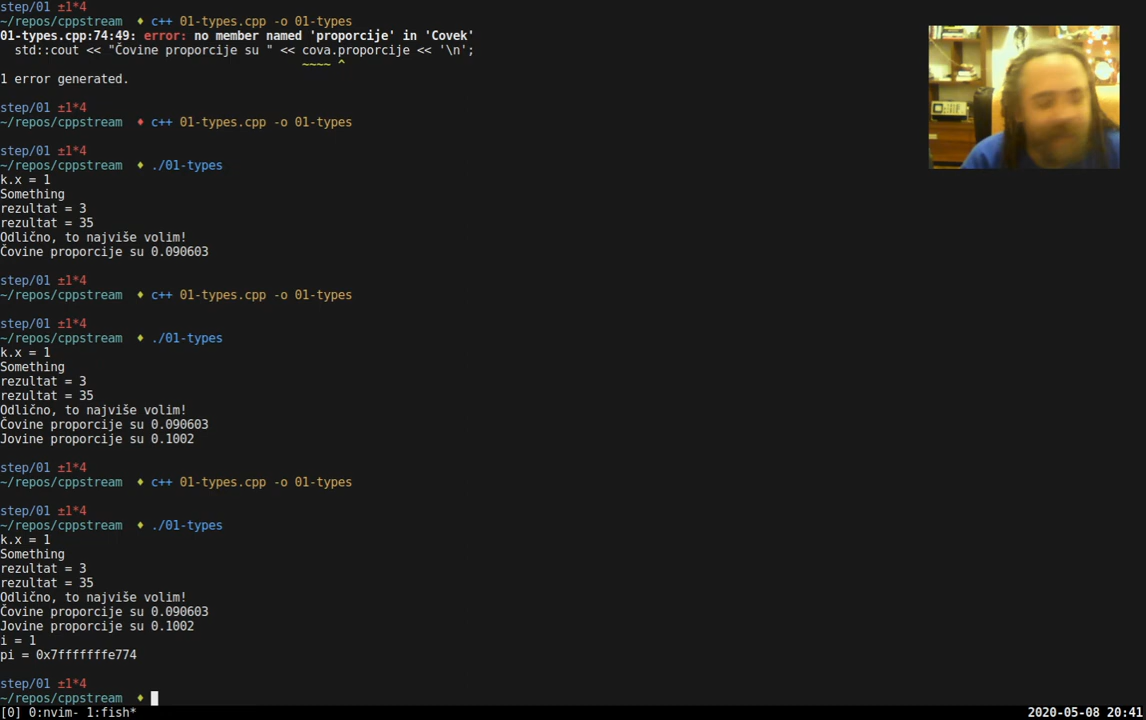 step/01 ±1*4
~/repos/cppstream ♦ c++ 01-types.cpp -o 01-types
01-types.cpp:74:49: error: no member named 'proporcije' in 'Covek'
std::cout << "Čovine proporcije su " << cova.proporcije << '\n';
~~~~ ^
1 error generated.
step/01 ±1*4
~/repos/cppstream ♦ c++ 01-types.cpp -o 01-types
step/01 ±1*4
~/repos/cppstream ♦ ./01-types
k.x = 1
Something
rezultat = 3
rezultat = 35
Odlično, to najviše volim!
Čovine proporcije su 0.090603
step/01 ±1*4
~/repos/cppstream ♦ c++ 01-types.cpp -o 01-types
step/01 ±1*4
~/repos/cppstream ♦ ./01-types
k.x = 1
Something
rezultat = 3
rezultat = 35
Odlično, to najviše volim!
Čovine proporcije su 0.090603
Jovine proporcije su 0.1002
step/01 ±1*4
~/repos/cppstream ♦ c++ 01-types.cpp -o 01-types
step/01 ±1*4
~/repos/cppstream ♦ ./01-types
k.x = 1
Something
rezultat = 3
rezultat = 35
Odlično, to najviše volim!
Čovine proporcije su 0.090603
Jovine proporcije su 0.1002
i = 1
pi = 0x7fffffffe774
step/01 ±1*4
~/repos/cppstream ♦
[0] 0:nvim- 1:fish* 2020-05-08 20:41